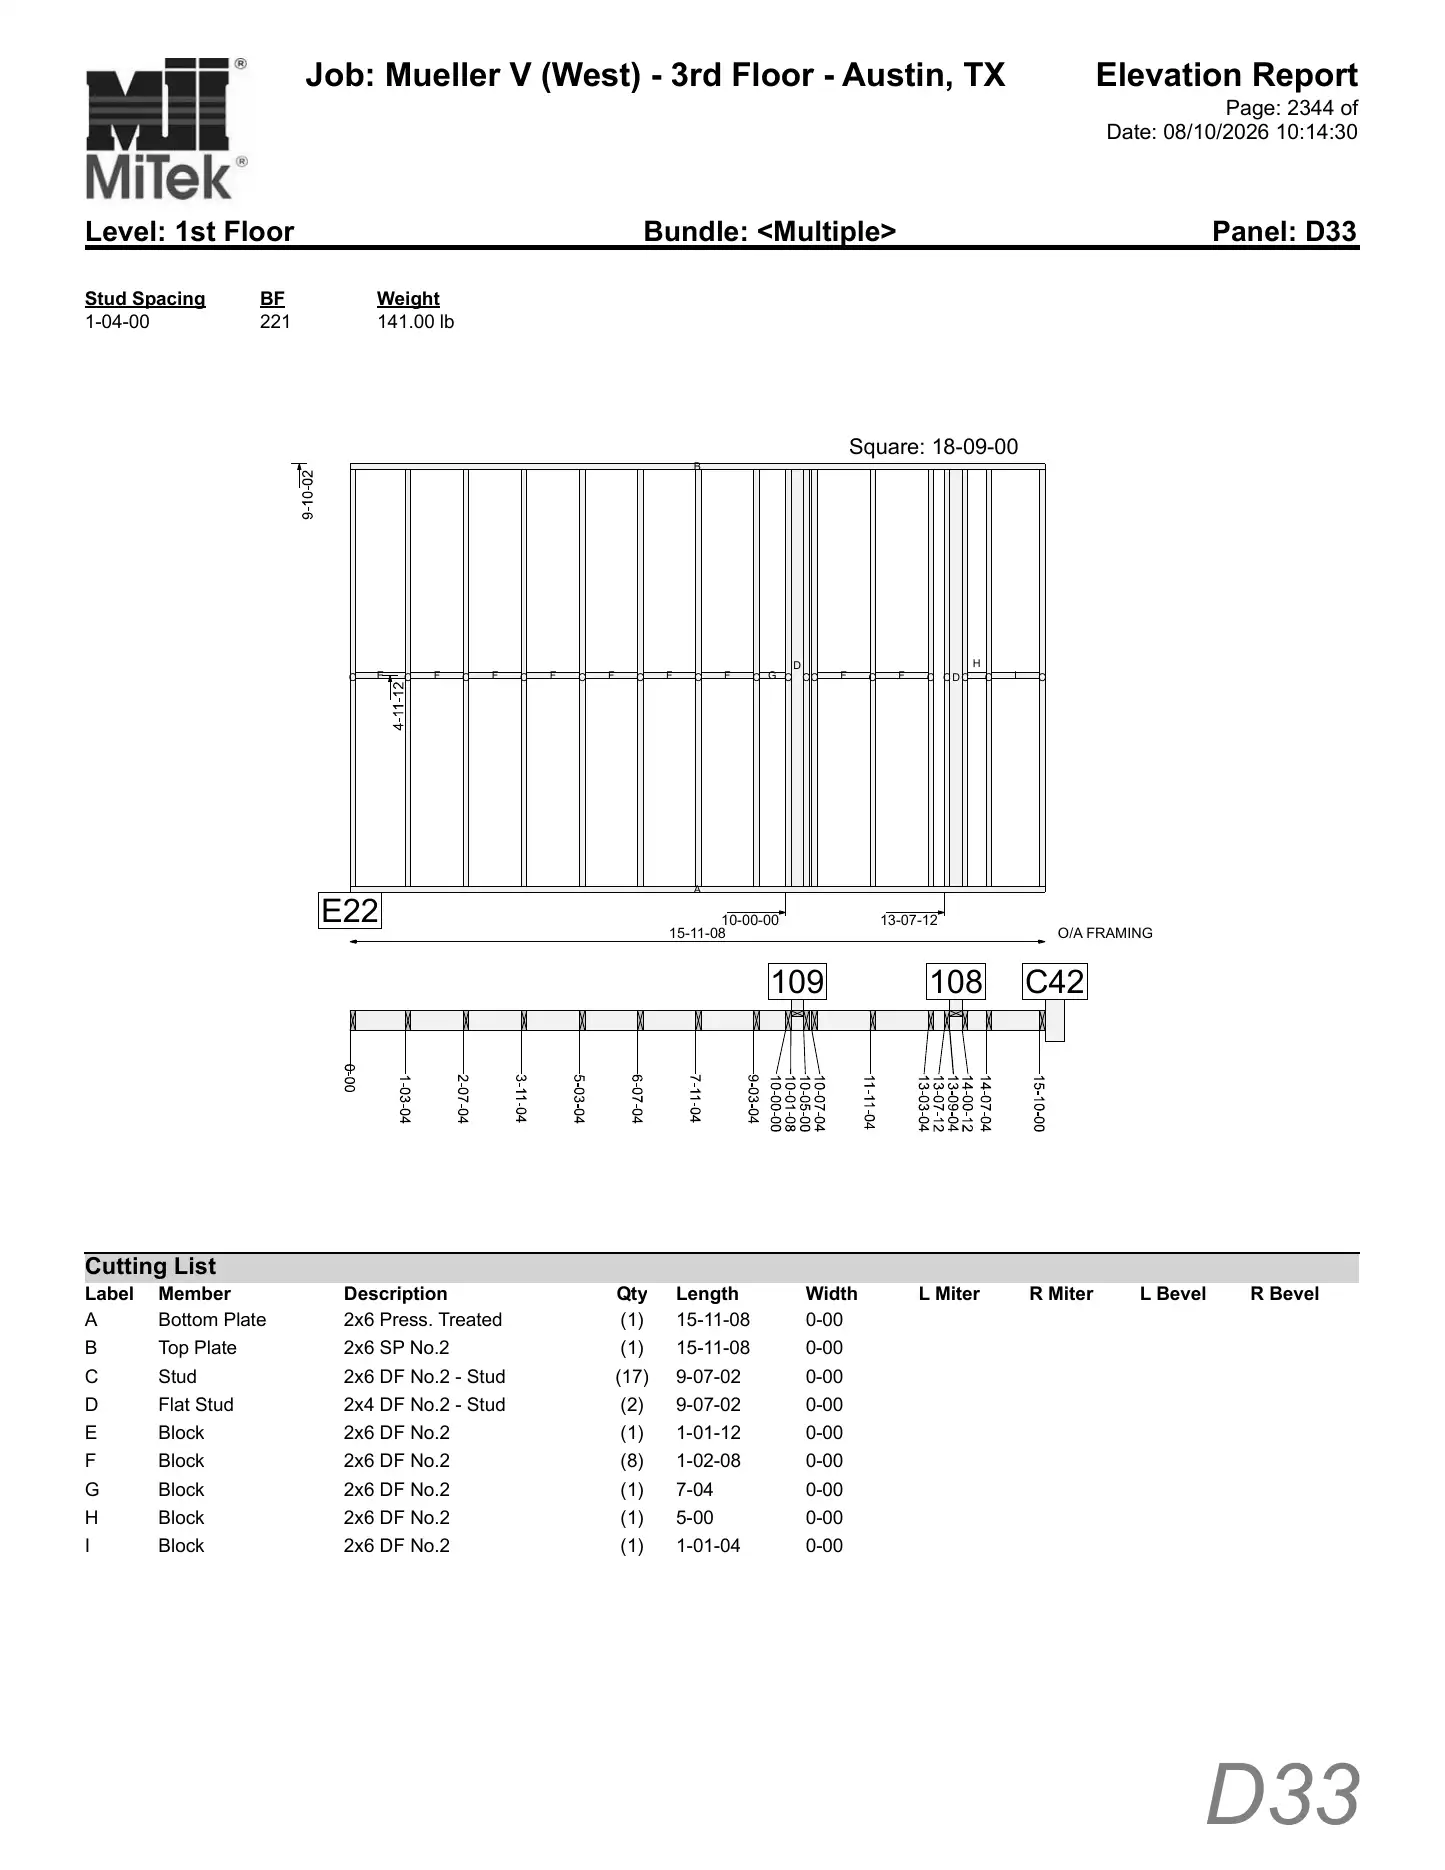 Job: Mueller V (West) - 3rd Floor - Austin, TX
Elevation Report
Page: 2344 of
Date: 08/10/2026 10:14:30
MiTek®
Level: 1st Floor Bundle: <Multiple> Panel: D33
Stud Spacing BF Weight
1-04-00 221 141.00 lb
Square: 18-09-00
B
9-10-02
D H
F F F F F F G F F D I
4-11-12
A
E22
10-00-00 13-07-12
15-11-08 O/A FRAMING
109 108 C42
0-00 1-03-04 2-07-04 3-11-04 5-03-04 6-07-04 7-11-04 9-03-04 10-00-00 10-01-08 10-05-00 10-07-04 11-11-04 13-03-04 13-07-12 13-09-04 14-00-12 14-07-04 15-10-00
Cutting List
Label Member Description Qty Length Width L Miter R Miter L Bevel R Bevel
A Bottom Plate 2x6 Press. Treated (1) 15-11-08 0-00
B Top Plate 2x6 SP No.2 (1) 15-11-08 0-00
C Stud 2x6 DF No.2 - Stud (17) 9-07-02 0-00
D Flat Stud 2x4 DF No.2 - Stud (2) 9-07-02 0-00
E Block 2x6 DF No.2 (1) 1-01-12 0-00
F Block 2x6 DF No.2 (8) 1-02-08 0-00
G Block 2x6 DF No.2 (1) 7-04 0-00
H Block 2x6 DF No.2 (1) 5-00 0-00
I Block 2x6 DF No.2 (1) 1-01-04 0-00
D33